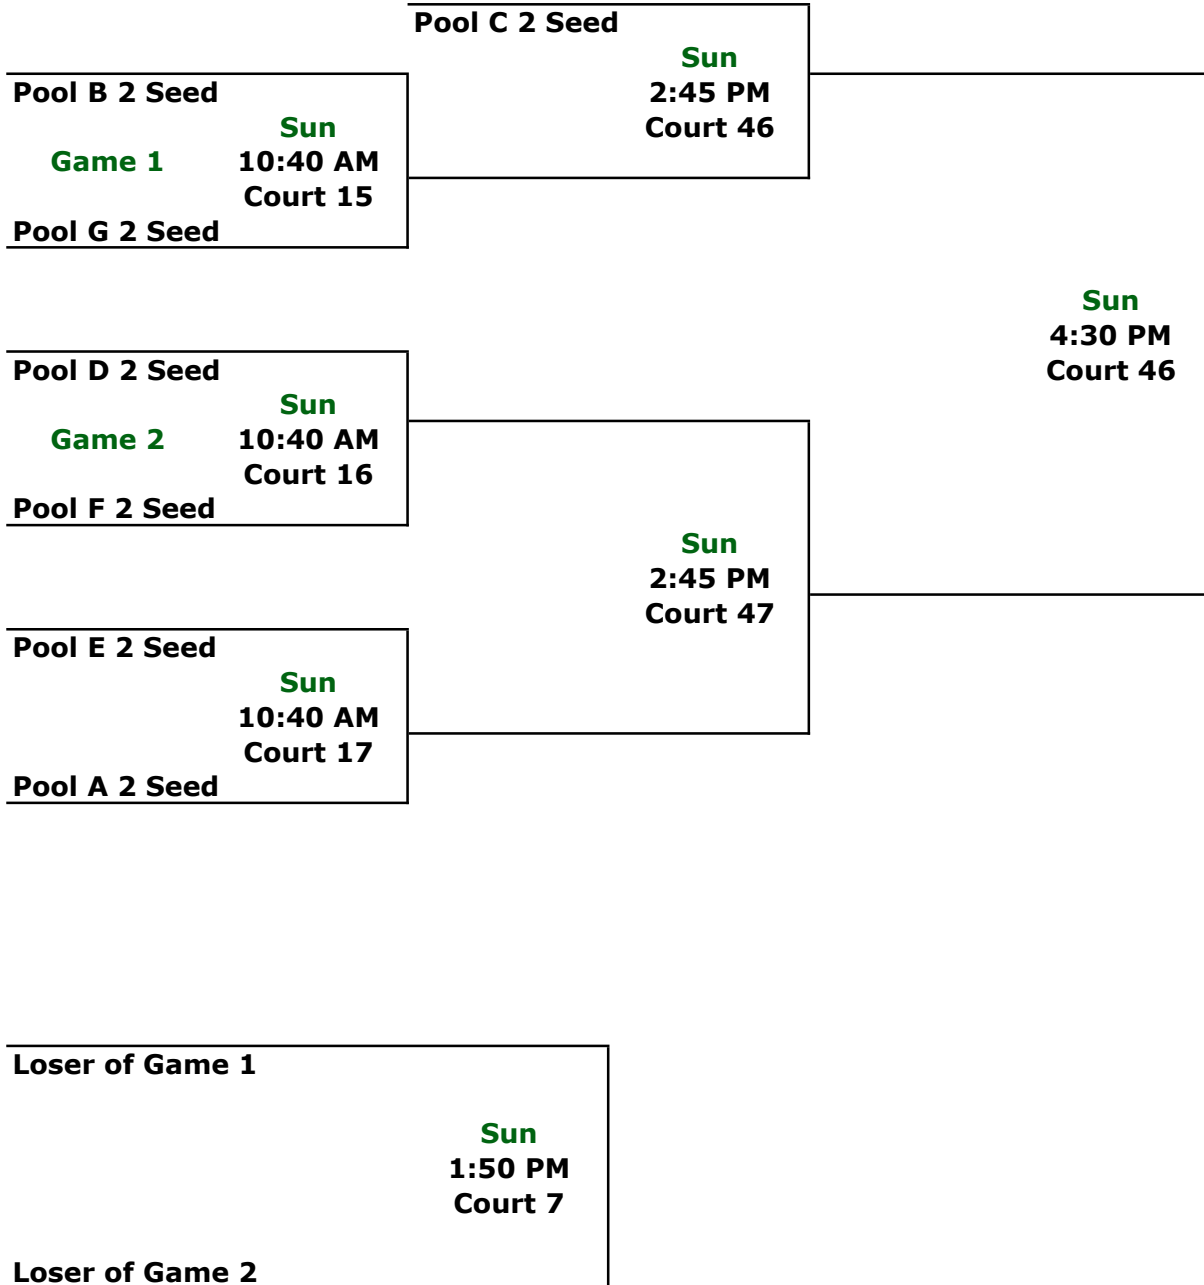 Pool C 2 Seed
Sun
2:45 PM
Court 46
Pool B 2 Seed
Sun
Game 1 10:40 AM
Court 15
Pool G 2 Seed
Sun
4:30 PM
Court 46
Pool D 2 Seed
Sun
Game 2 10:40 AM
Court 16
Pool F 2 Seed
Sun
2:45 PM
Court 47
Pool E 2 Seed
Sun
10:40 AM
Court 17
Pool A 2 Seed
Loser of Game 1
Sun
1:50 PM
Court 7
Loser of Game 2